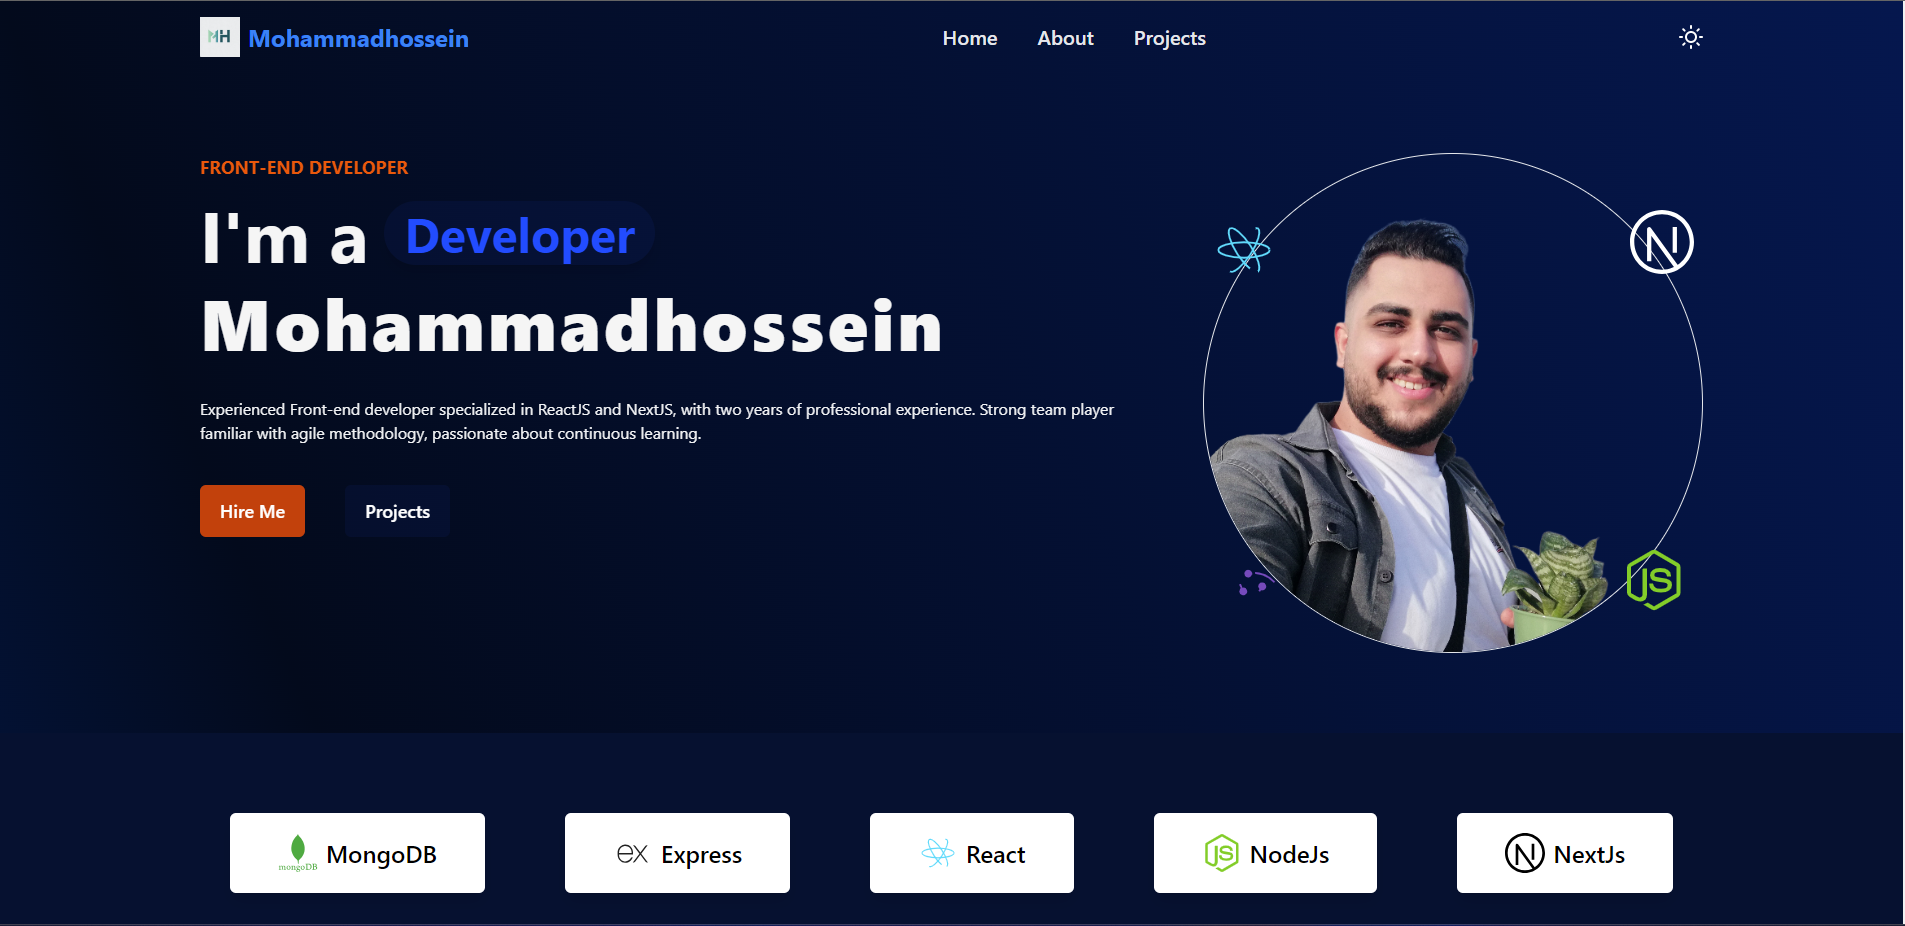 MH Mohammadhossein
Home About Projects
FRONT-END DEVELOPER
I'm a Developer
Mohammadhossein
Experienced Front-end developer specialized in ReactJS and NextJS, with two years of professional experience. Strong team player
familiar with agile methodology, passionate about continuous learning.
Hire Me Projects
N
JS
mongoDB MongoDB
ex Express
React
JS NodeJs
N NextJs